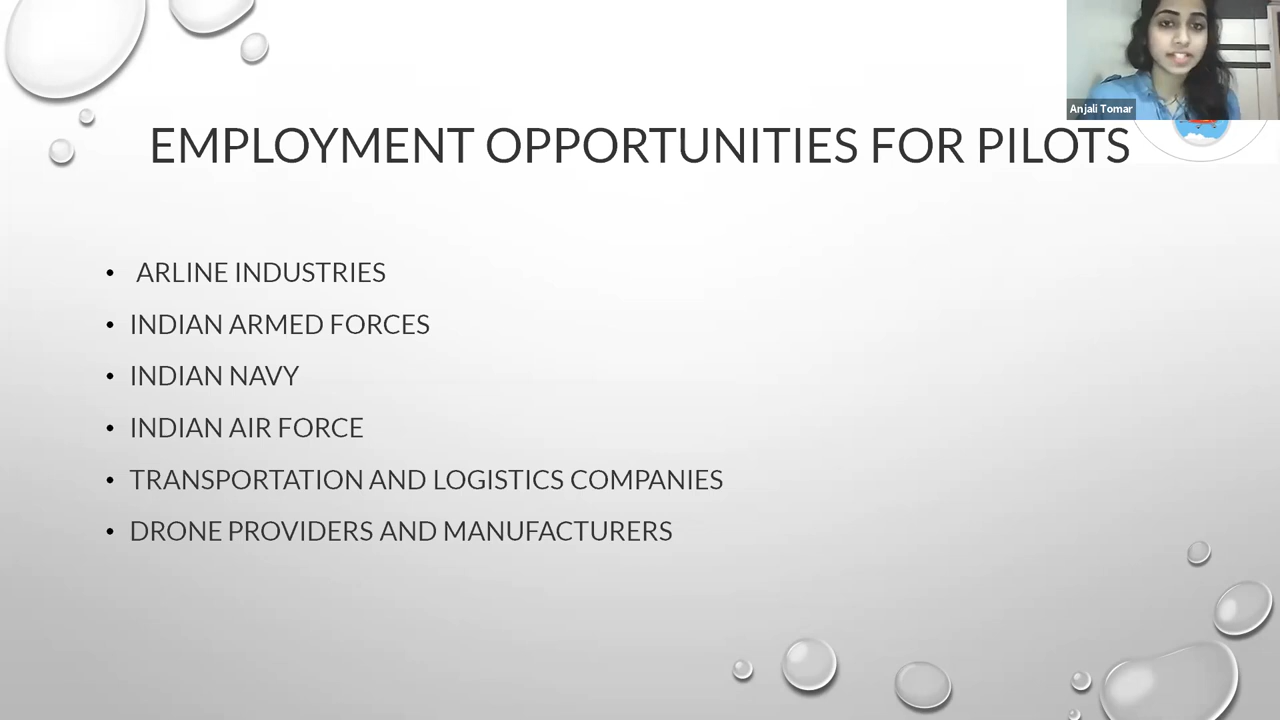 Anjali Tomar
EMPLOYMENT OPPORTUNITIES FOR PILOTS
• ARLINE INDUSTRIES
• INDIAN ARMED FORCES
• INDIAN NAVY
• INDIAN AIR FORCE
• TRANSPORTATION AND LOGISTICS COMPANIES
• DRONE PROVIDERS AND MANUFACTURERS